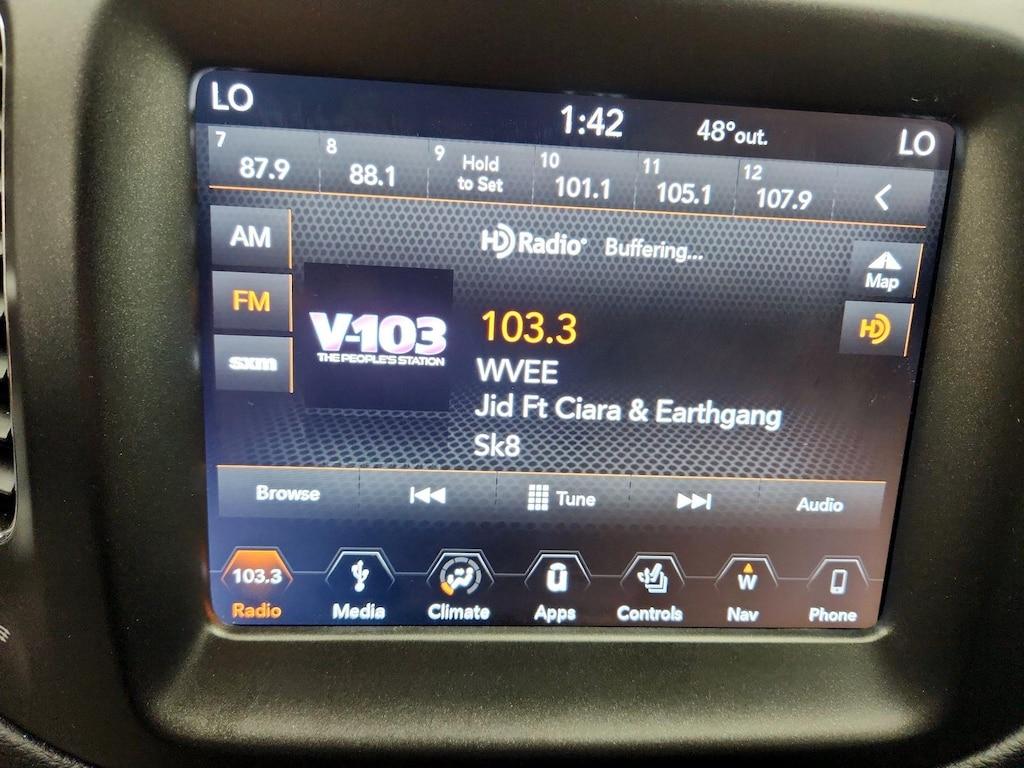 LO 1:42 48°out. LO
7 8 9 10 11 12
87.9 88.1 Hold to Set 101.1 105.1 107.9
AM
HD Radio Buffering...
Map
FM
HD
sxm
V-103
THE PEOPLE'S STATION
103.3
WVEE
Jid Ft Ciara & Earthgang
Sk8
Browse Tune Audio
103.3 W
Radio Media Climate Apps Controls Nav Phone